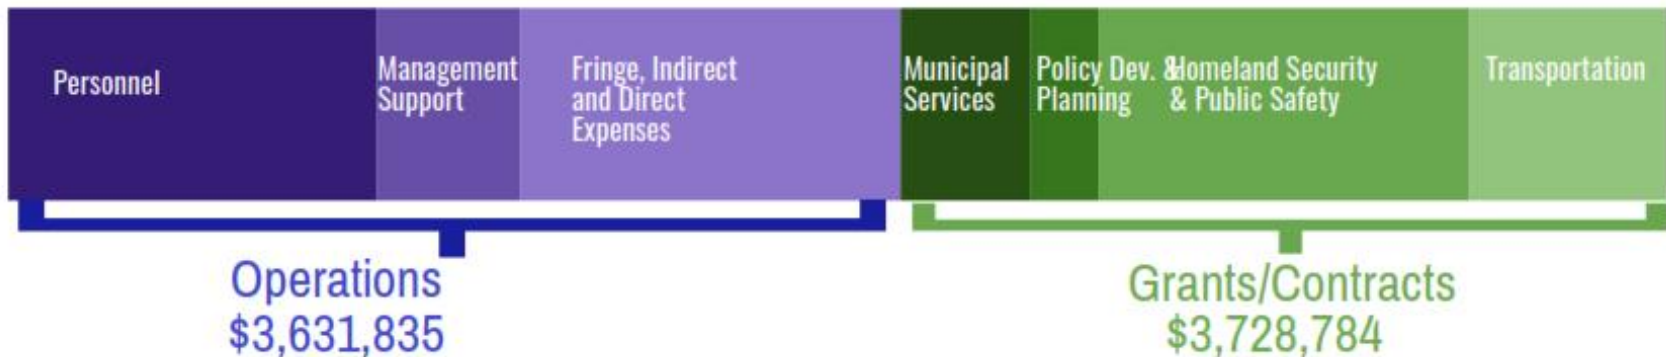 Personnel
Management
Support
Fringe, Indirect
and Direct
Expenses
Municipal
Services
Policy Dev. &
Planning
Homeland Security
& Public Safety
Transportation
Operations
$3,631,835
Grants/Contracts
$3,728,784